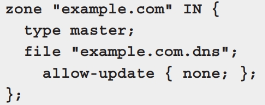 zone "example.com" IN {
type master;
file "example.com.dns";
allow-update { none; };
};